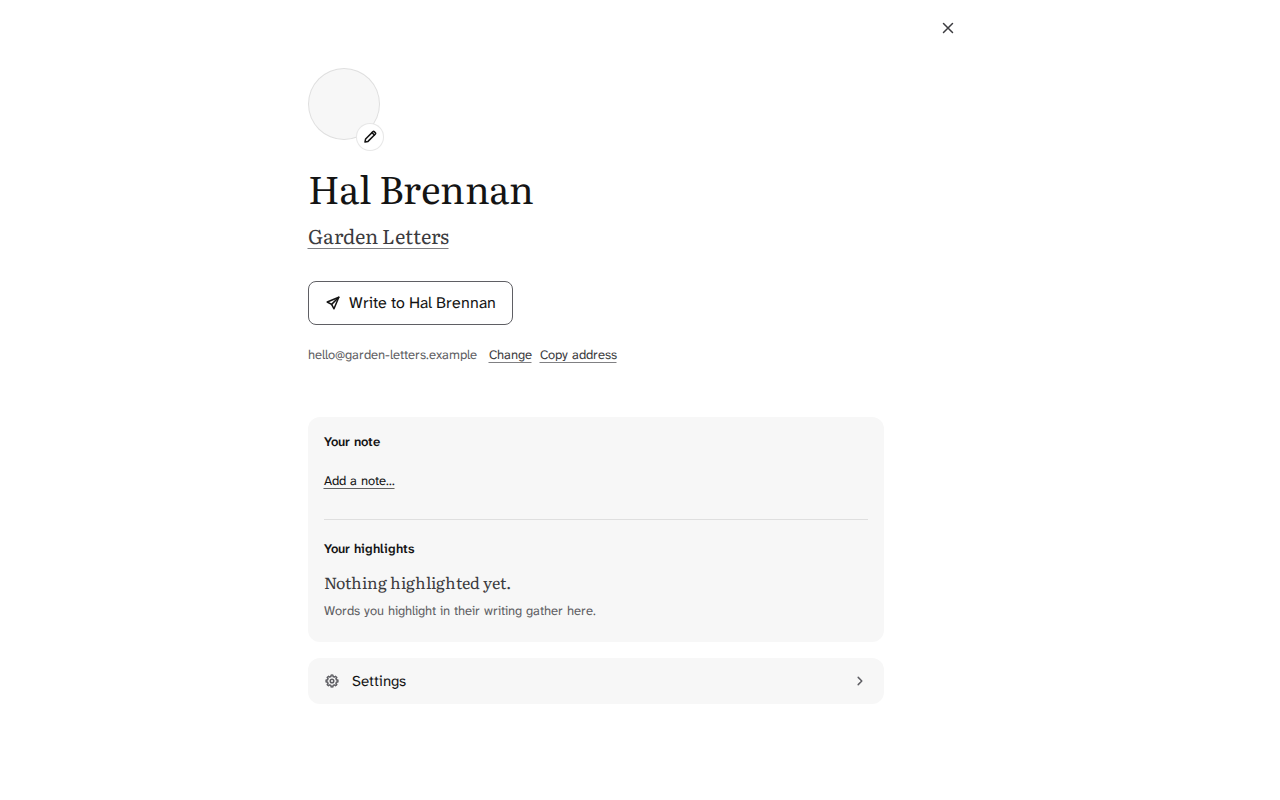 Hal Brennan
Garden Letters
Write to Hal Brennan
hello@garden-letters.example Change Copy address
Your note
Add a note...
Your highlights
Nothing highlighted yet.
Words you highlight in their writing gather here.
Settings